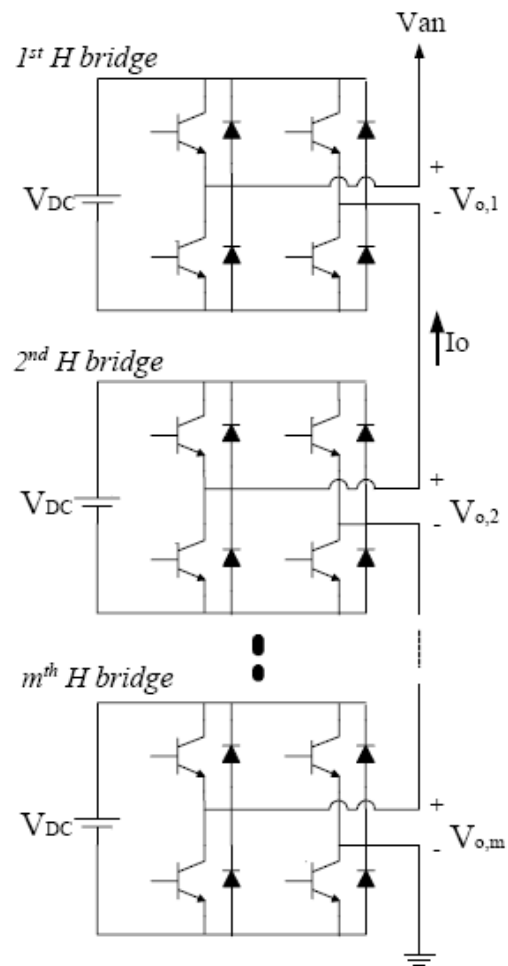 Van
1st H bridge
+
VDC
Vo,1
-
Io
2nd H bridge
+
VDC
Vo,2
-
mth H bridge
+
VDC
Vo,m
-